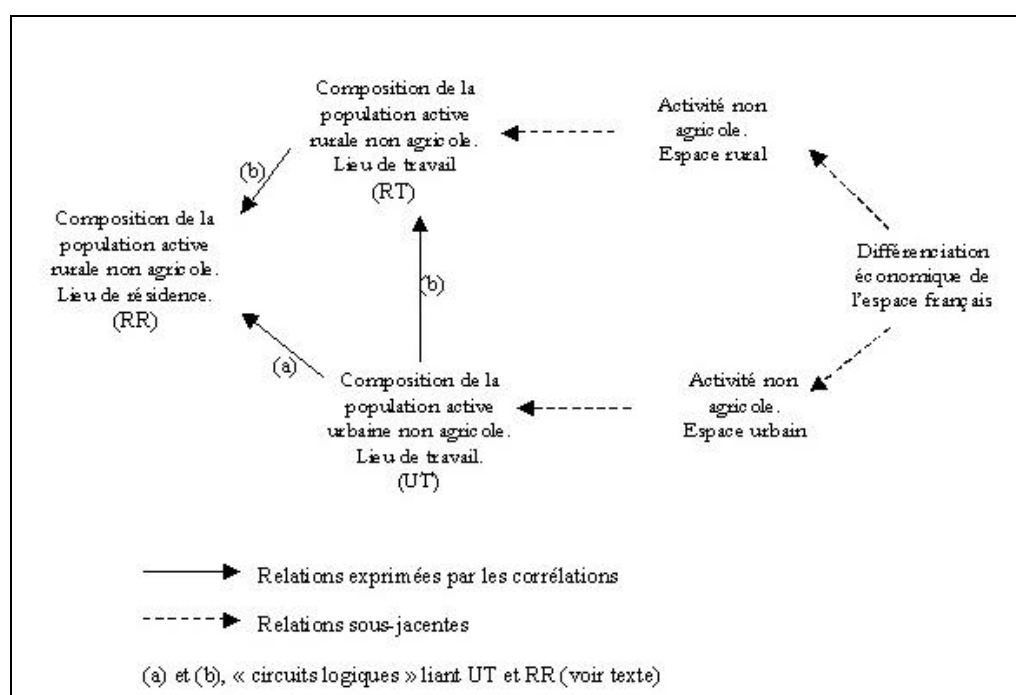 Composition de la
population active
rurale non agricole.
Lieu de travail
(RT)
Activité non
agricole.
Espace rural
(b)
Composition de la
population active
rurale non agricole.
Lieu de résidence.
(RR)
Différenciation
économique de
l'espace français
(b)
(a)
Composition de la
population active
urbaine non agricole.
Lieu de travail.
(UT)
Activité non
agricole.
Espace urbain
Relations exprimées par les corrélations
Relations sous-jacentes
(a) et (b), « circuits logiques » liant UT et RR (voir texte)